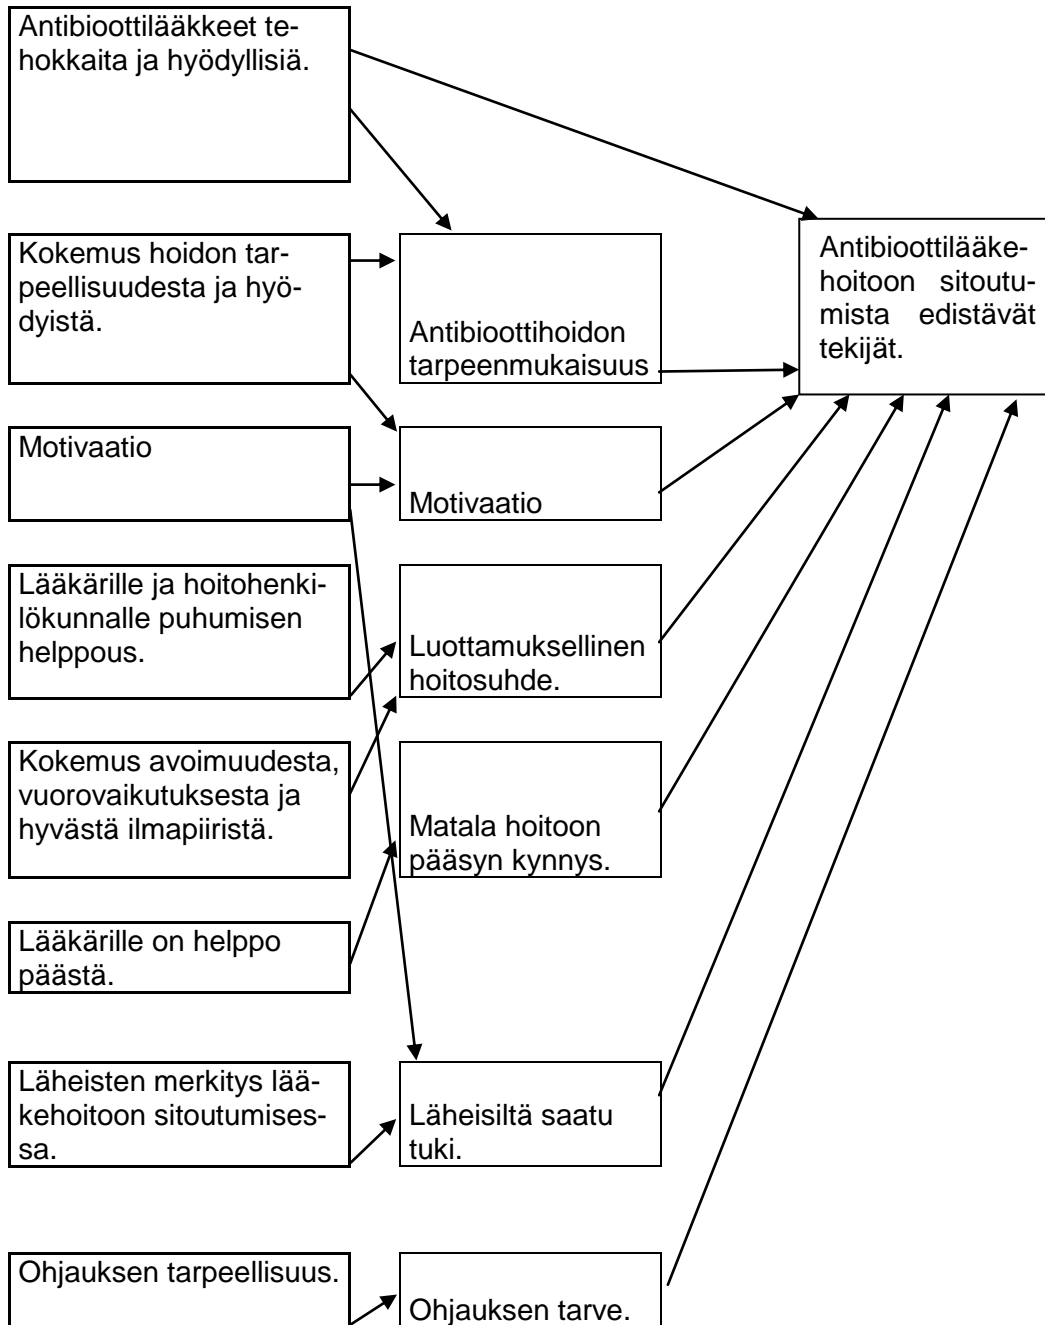 Antibioottilääkkeet te-
hokkaita ja hyödyllisiä.
Kokemus hoidon tar-
peellisuudesta ja hyö-
dyistä.
Motivaatio
Lääkärille ja hoitohenki-
lökunnalle puhumisen
helppous.
Kokemus avoimuudesta,
vuorovaikutuksesta ja
hyvästä ilmapiiristä.
Lääkärille on helppo
päästä.
Läheisten merkitys lää-
kehoitoon sitoutumises-
sa.
Ohjauksen tarpeellisuus.
Antibioottihoidon
tarpeenmukaisuus
Motivaatio
Luottamuksellinen
hoitosuhde.
Matala hoitoon
pääsyn kynnys.
Läheisiltä saatu
tuki.
Ohjauksen tarve.
Antibioottilääke-
hoitoon sitoutu-
mista edistävät
tekijät.